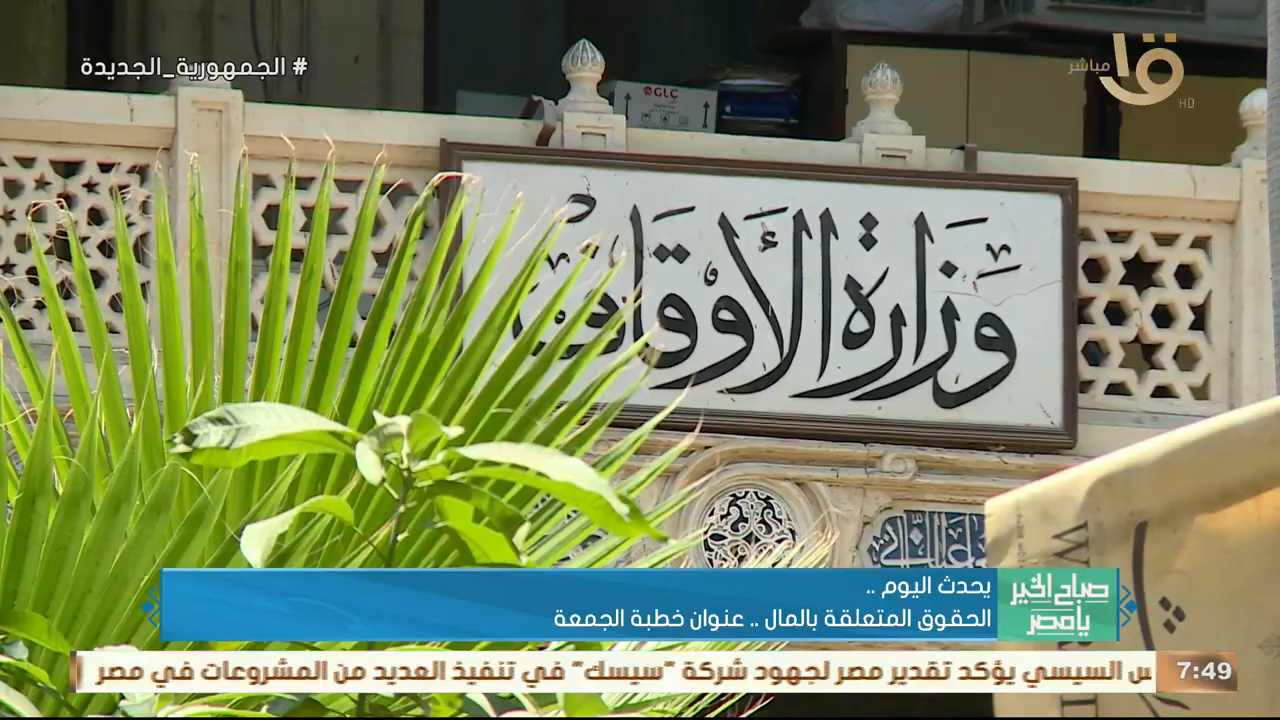 # الجمهورية_الجديدة
مباشر
HD
GLC
وزارة الأوقاف
يحدث اليوم ..
الحقوق المتعلقة بالمال .. عنوان خطبة الجمعة
صباح الخير
يا مصر
س السيسي يؤكد تقدير مصر لجهود شركة "سيسك" في تنفيذ العديد من المشروعات في مصر
7:49